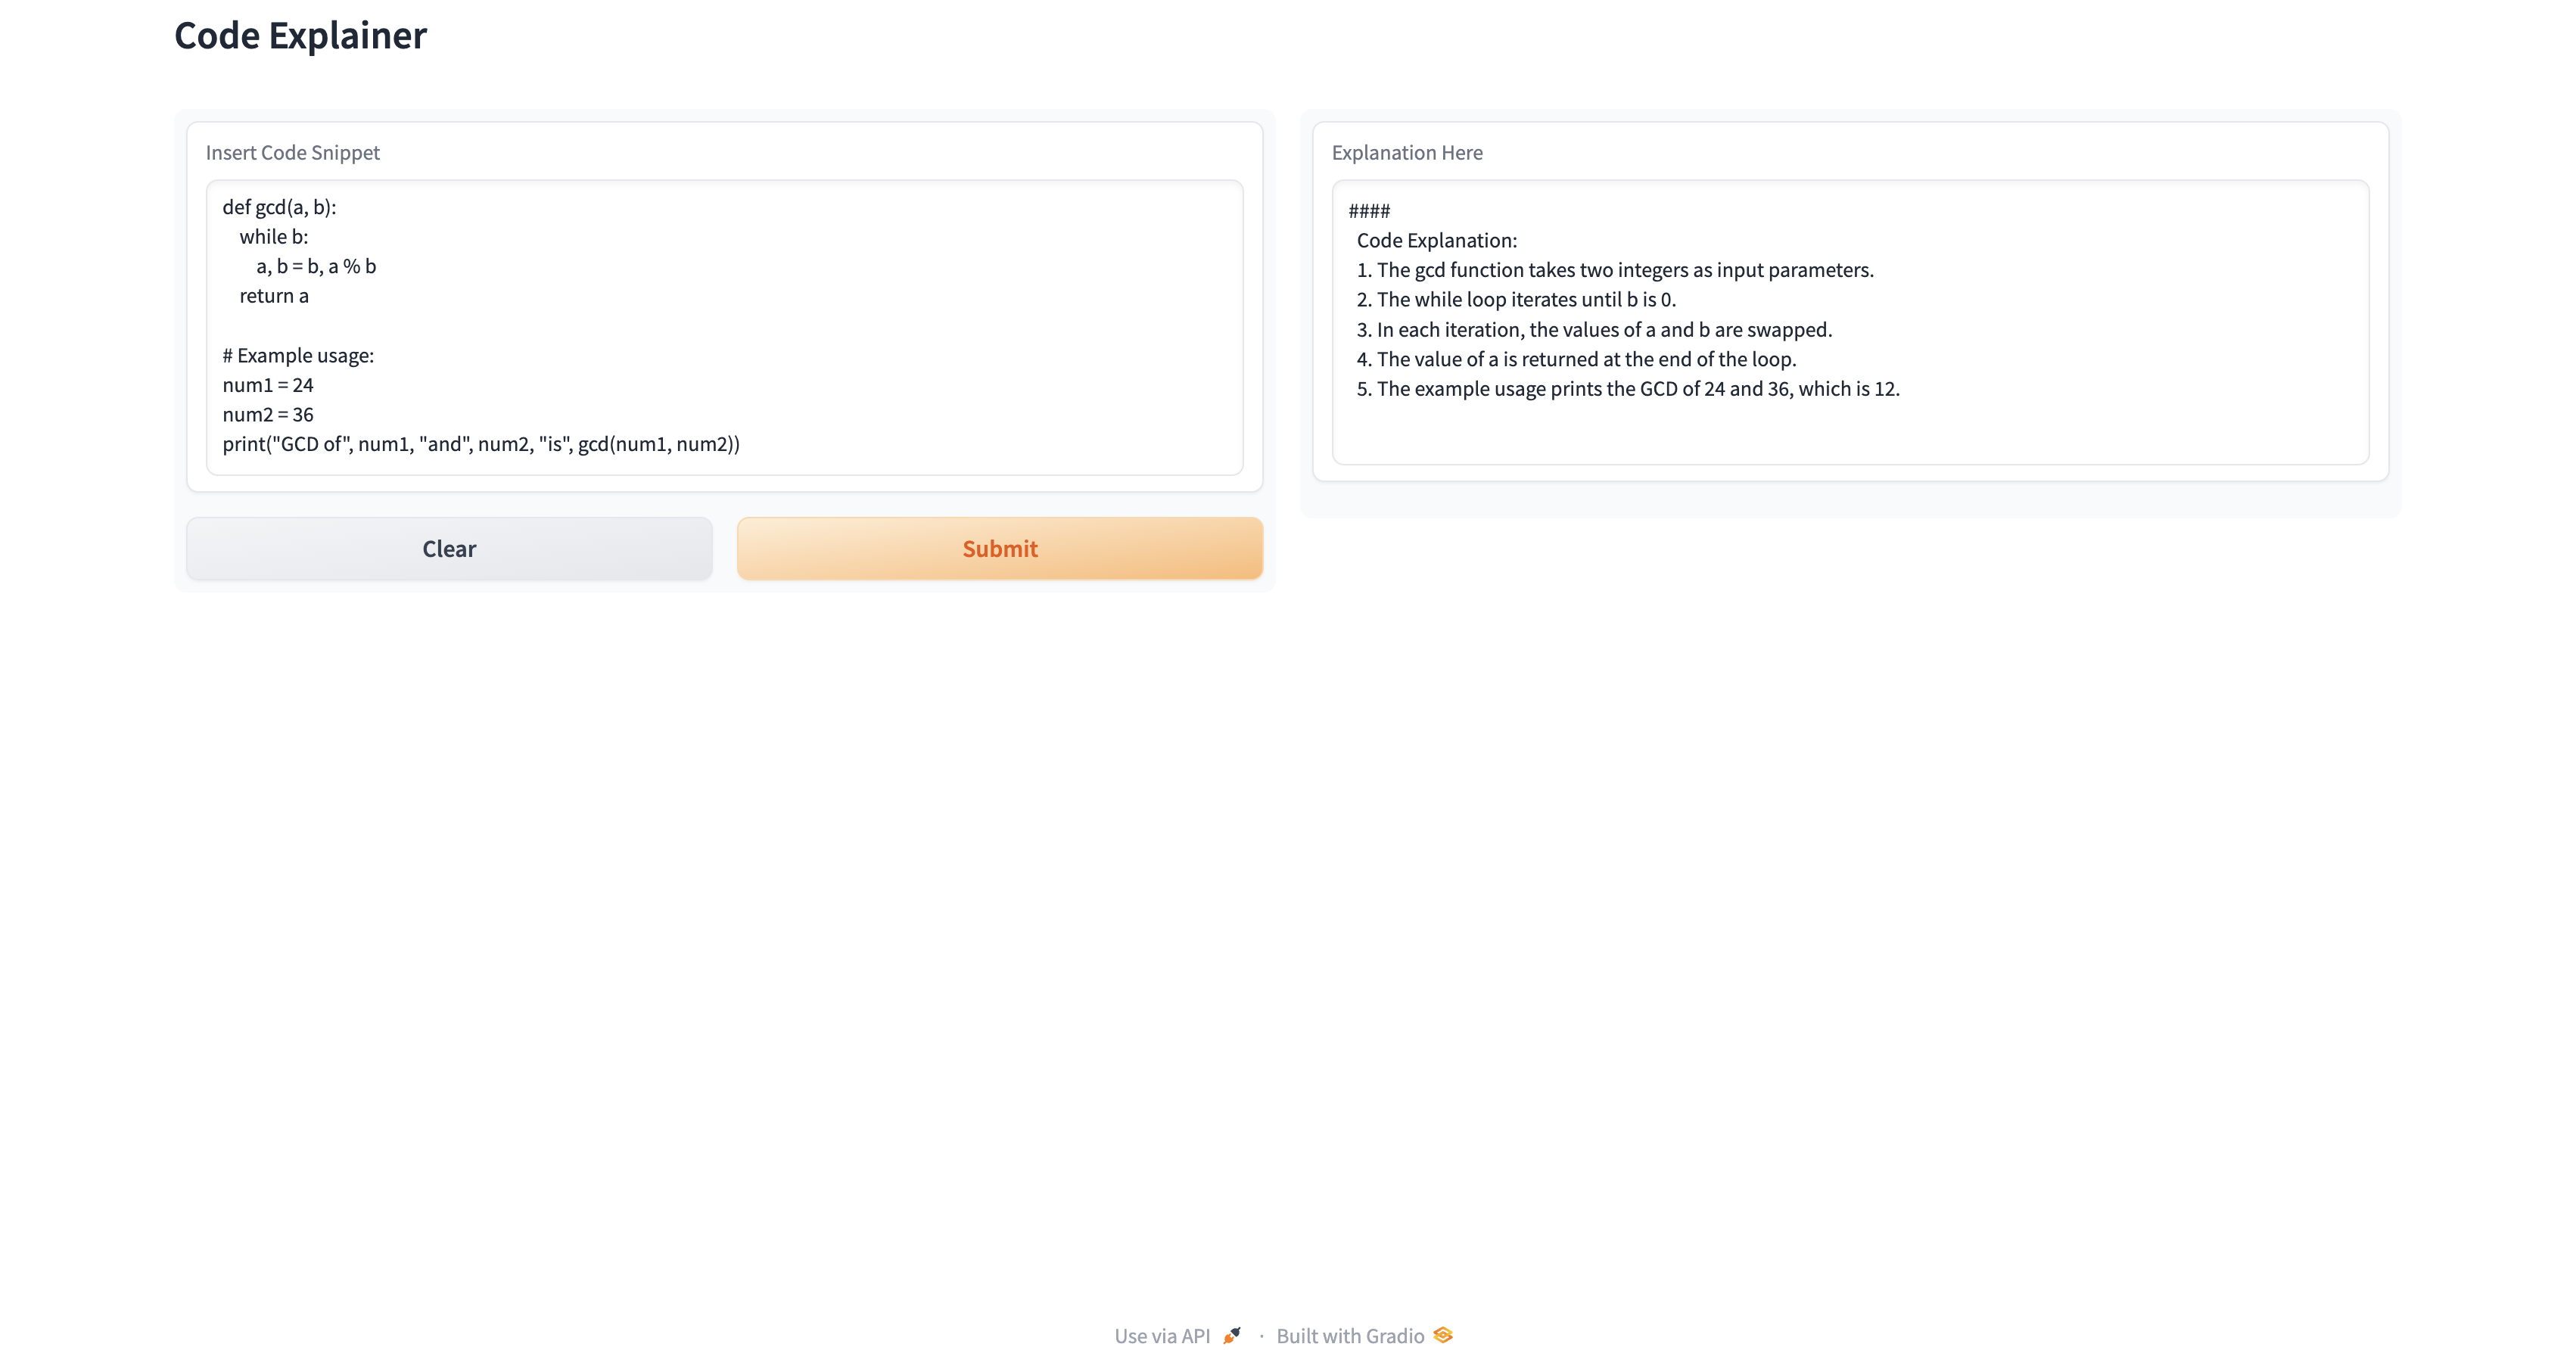 Code Explainer
Insert Code Snippet
def gcd(a, b):
    while b:
        a, b = b, a % b
    return a

# Example usage:
num1 = 24
num2 = 36
print("GCD of", num1, "and", num2, "is", gcd(num1, num2))
Clear
Submit
Explanation Here
####
Code Explanation:
1. The gcd function takes two integers as input parameters.
2. The while loop iterates until b is 0.
3. In each iteration, the values of a and b are swapped.
4. The value of a is returned at the end of the loop.
5. The example usage prints the GCD of 24 and 36, which is 12.
Use via API · Built with Gradio